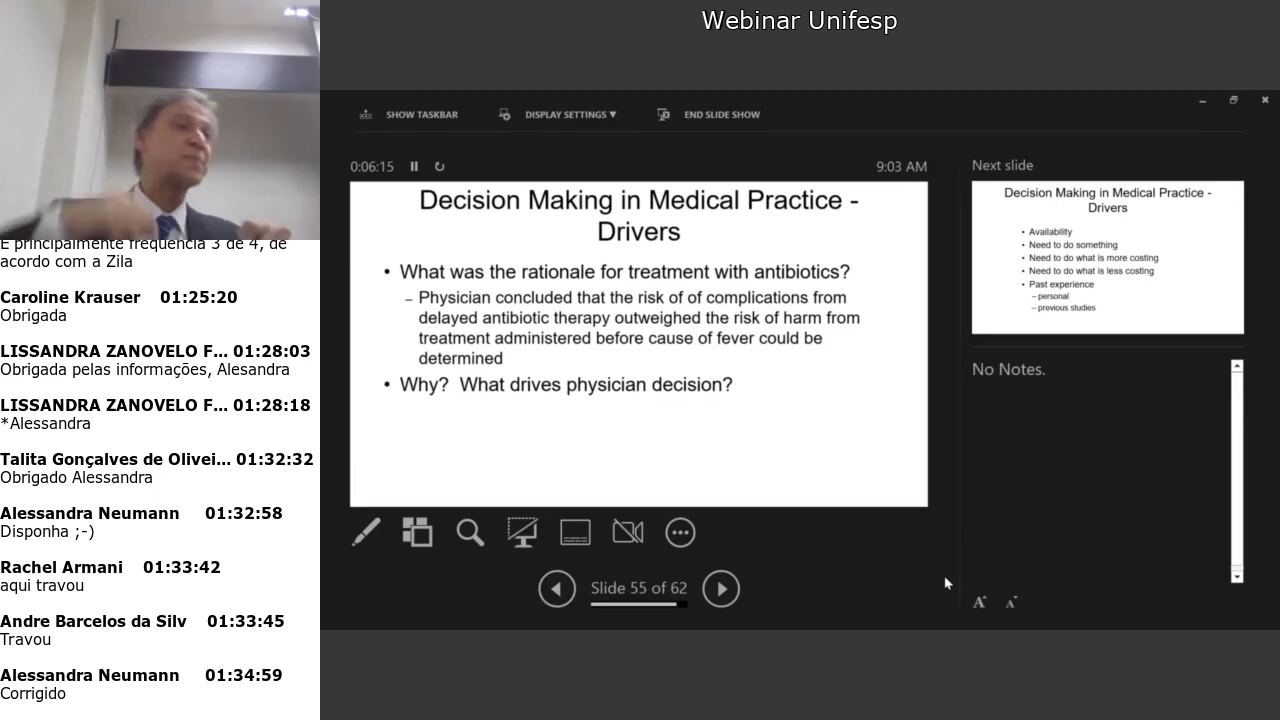 Webinar Unifesp
E principalmente frequencia 3 de 4, de
acordo com a Zila
Caroline Krauser 01:25:20
Obrigada
LISSANDRA ZANOVELO F... 01:28:03
Obrigada pelas informações, Alesandra
LISSANDRA ZANOVELO F... 01:28:18
*Alessandra
Talita Gonçalves de Olivei... 01:32:32
Obrigado Alessandra
Alessandra Neumann 01:32:58
Disponha ;-)
Rachel Armani 01:33:42
aqui travou
Andre Barcelos da Silv 01:33:45
Travou
Alessandra Neumann 01:34:59
Corrigido
SHOW TASKBAR DISPLAY SETTINGS ▼ END SLIDE SHOW
0:06:15 9:03 AM
Decision Making in Medical Practice -
Drivers
• What was the rationale for treatment with antibiotics?
– Physician concluded that the risk of of complications from
delayed antibiotic therapy outweighed the risk of harm from
treatment administered before cause of fever could be
determined
• Why? What drives physician decision?
Slide 55 of 62
Next slide
Decision Making in Medical Practice -
Drivers
• Availability
• Need to do something
• Need to do what is more costing
• Need to do what is less costing
• Past experience
– personal
– previous studies
No Notes.
A A